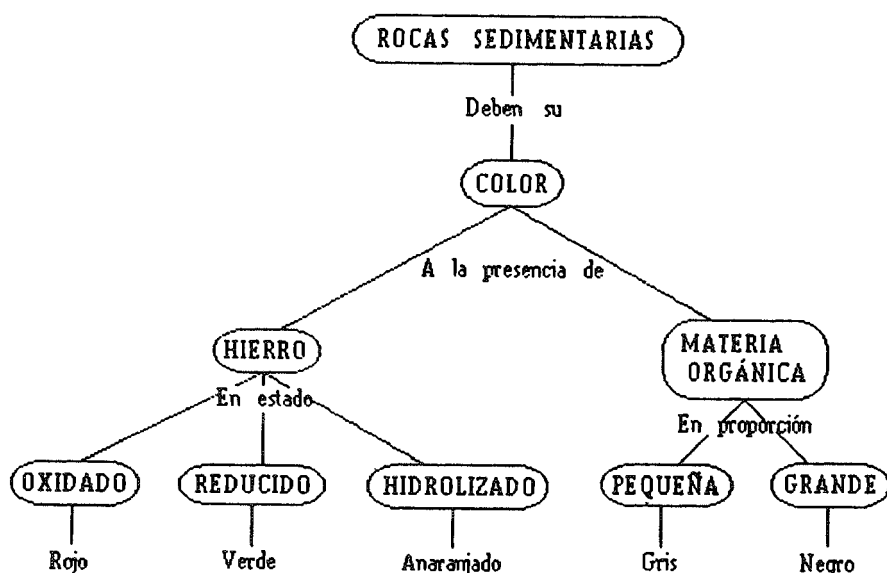 ROCAS SEDIMENTARIAS
Deben su
COLOR
A la presencia de
HIERRO
MATERIA
ORGÁNICA
En estado
En proporción
OXIDADO
REDUCIDO
HIDROLIZADO
PEQUEÑA
GRANDE
Rojo
Verde
Anaranjado
Gris
Negro